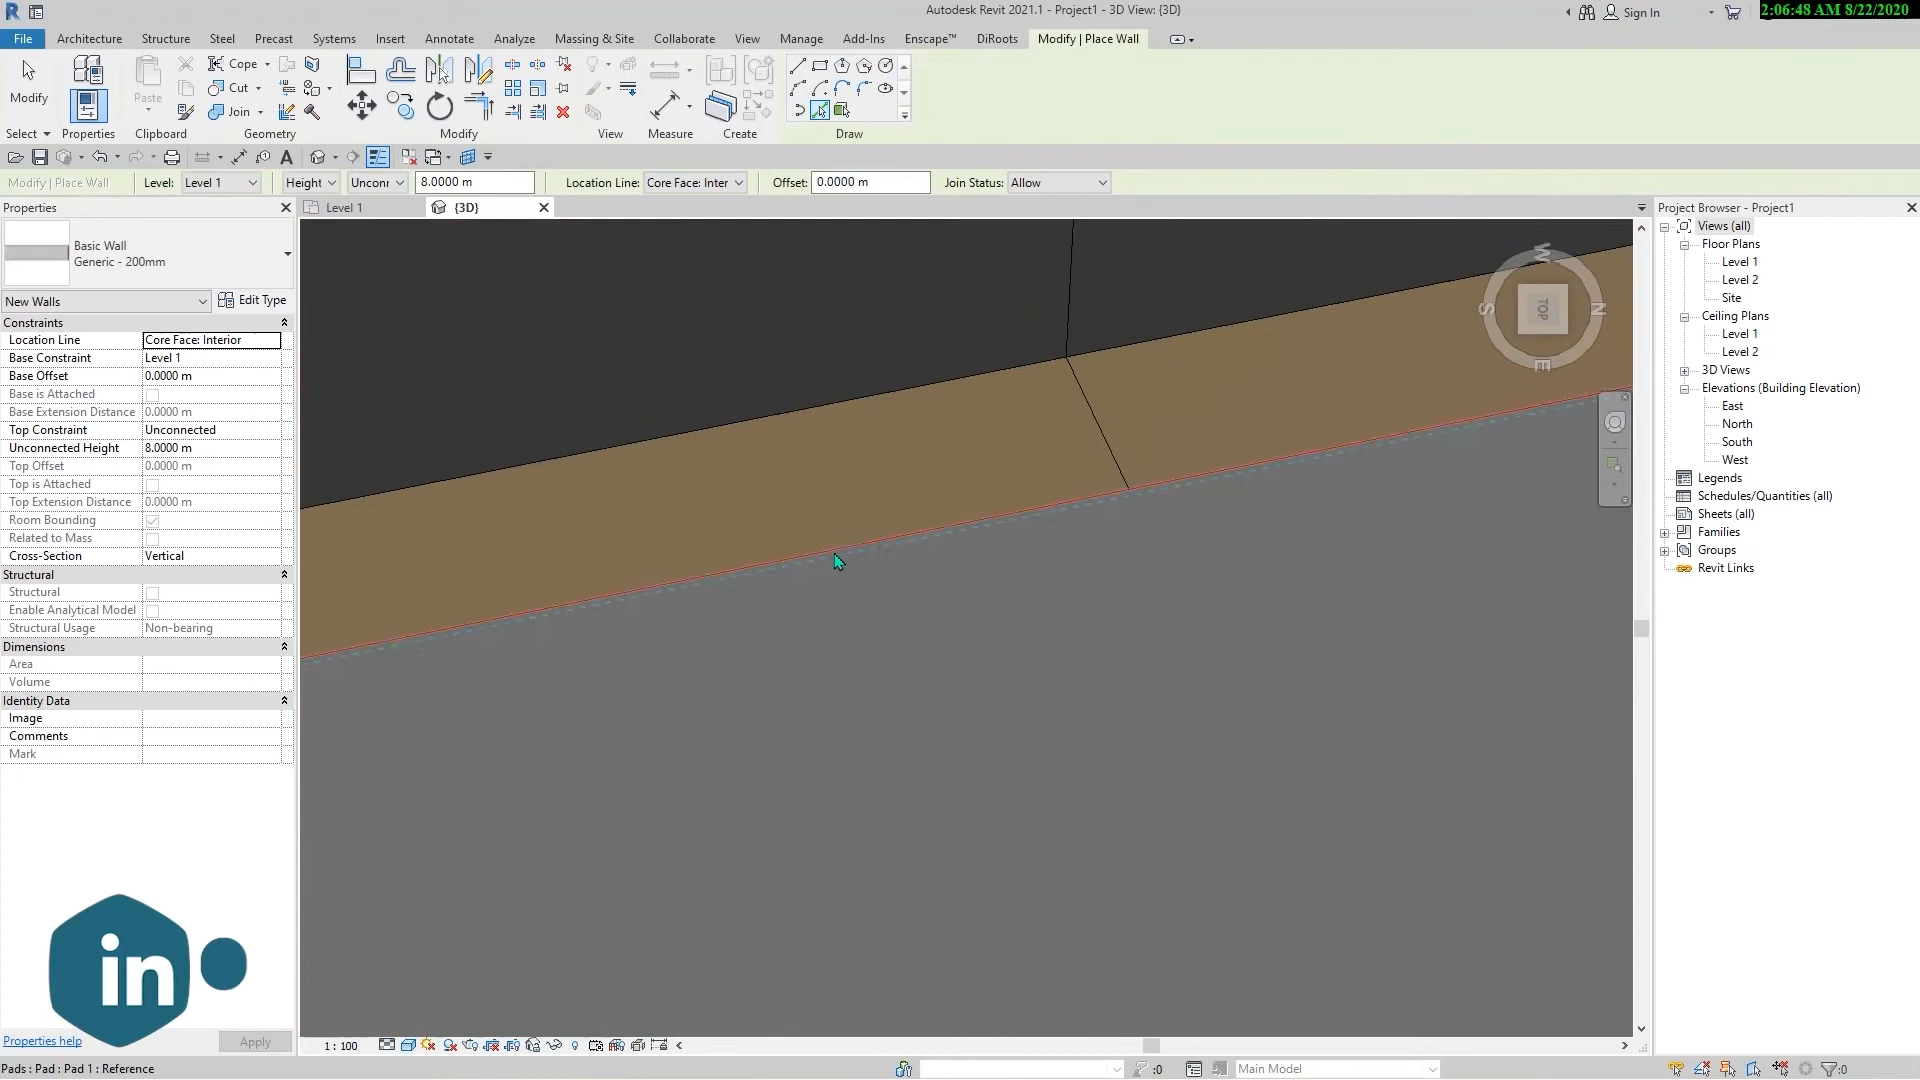 Autodesk Revit 2021.1 - Project1 - 3D View: {3D}
Sign In
2:06:48 AM 8/22/2020
File Architecture Structure Steel Precast Systems Insert Annotate Analyze Massing & Site Collaborate View Manage Add-Ins Enscape™ DiRoots Modify | Place Wall
Modify
Paste
Cope
Cut
Join
Select Properties Clipboard Geometry Modify View Measure Create Draw
Modify | Place Wall Level: Level 1 Height Unconr 8.0000 m Location Line: Core Face: Inter Offset: 0.0000 m Join Status: Allow
Properties
Level 1
{3D}
Project Browser - Project1
Basic Wall
Generic - 200mm
New Walls
Edit Type
Constraints
Location Line Core Face: Interior
Base Constraint Level 1
Base Offset 0.0000 m
Base is Attached
Base Extension Distance 0.0000 m
Top Constraint Unconnected
Unconnected Height 8.0000 m
Top Offset 0.0000 m
Top is Attached
Top Extension Distance 0.0000 m
Room Bounding
Related to Mass
Cross-Section Vertical
Structural
Structural
Enable Analytical Model
Structural Usage Non-bearing
Dimensions
Area
Volume
Identity Data
Image
Comments
Mark
in
Properties help
Apply
W
S
TOP
N
E
Views (all)
Floor Plans
Level 1
Level 2
Site
Ceiling Plans
Level 1
Level 2
3D Views
Elevations (Building Elevation)
East
North
South
West
Legends
Schedules/Quantities (all)
Sheets (all)
Families
Groups
Revit Links
1 : 100
Pads : Pad : Pad 1 : Reference
:0
Main Model
:0